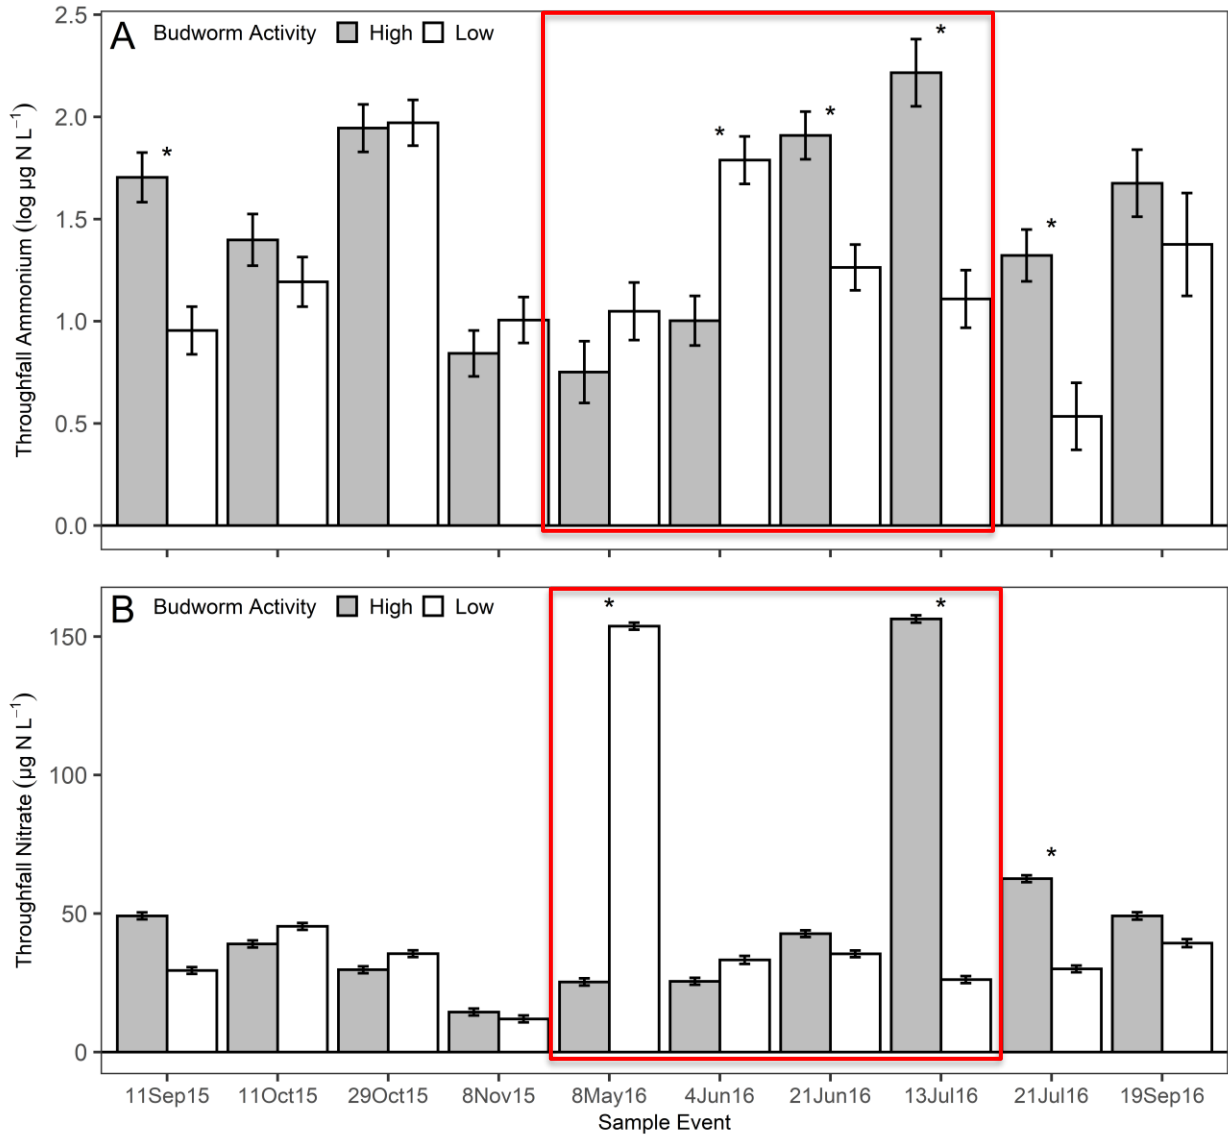 A Budworm Activity High Low
Throughfall Ammonium (log µg N L⁻¹)
2.5
2.0
1.5
1.0
0.5
0.0
* * * * *
B Budworm Activity High Low
Throughfall Nitrate (µg N L⁻¹)
150
100
50
0
* * *
11Sep15 11Oct15 29Oct15 8Nov15 8May16 4Jun16 21Jun16 13Jul16 21Jul16 19Sep16
Sample Event